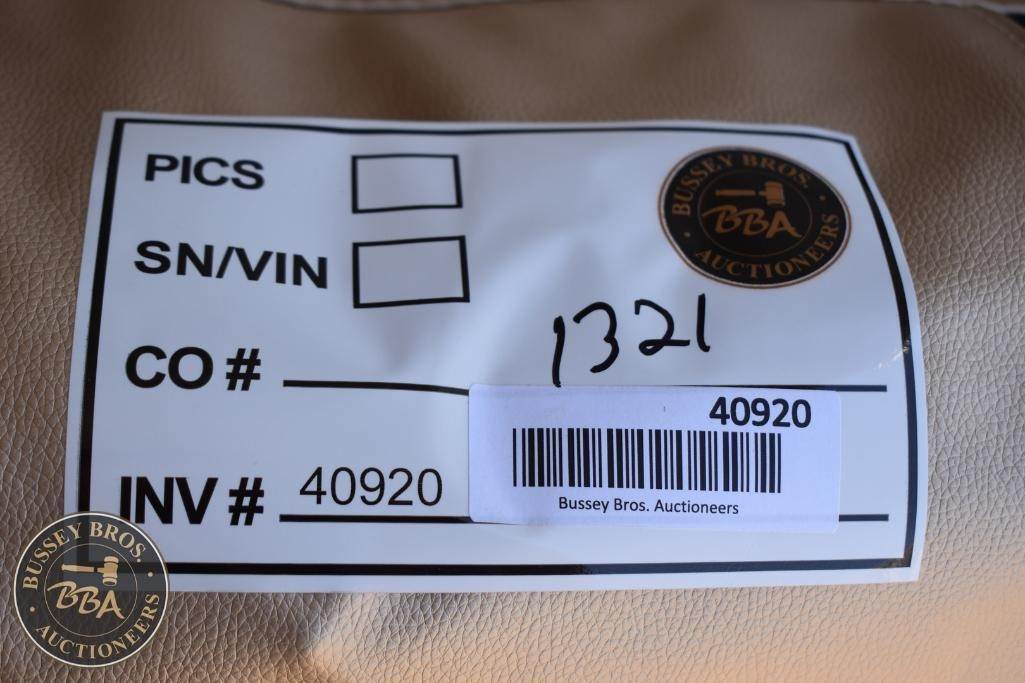 PICS
BUSSEY BROS.
BBA
AUCTIONEERS
SN/VIN
1321
CO #
40920
INV # 40920
Bussey Bros. Auctioneers
BUSSEY BROS.
BBA
AUCTIONEERS